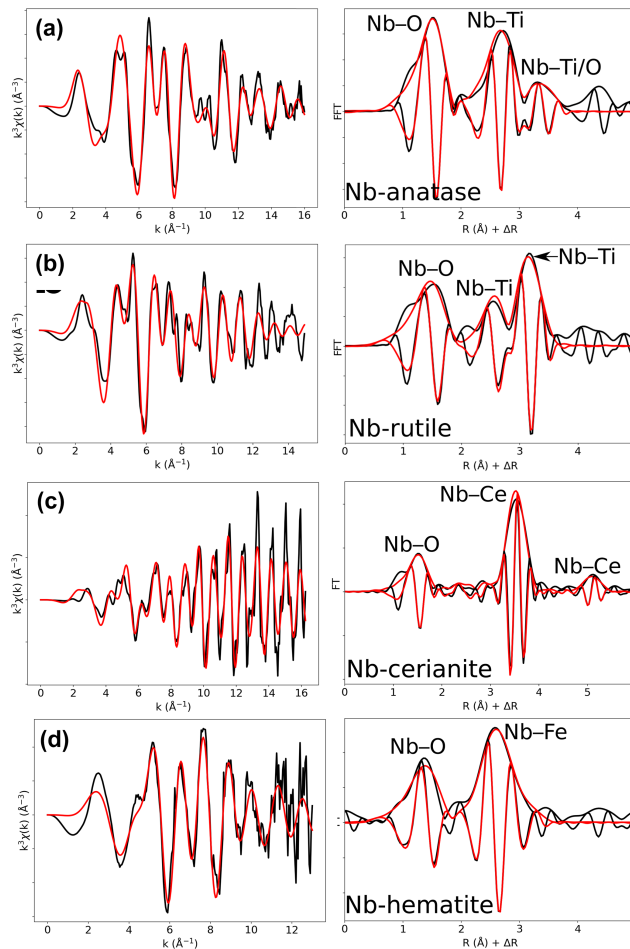 (a)
k³χ(k) (Å⁻³)
0 2 4 6 8 10 12 14 16
k (Å⁻¹)
Nb–O
Nb–Ti
Nb–Ti/O
FFT
Nb-anatase
0 1 2 3 4
R (Å) + ΔR
(b)
k³χ(k) (Å⁻³)
0 2 4 6 8 10 12 14
k (Å⁻¹)
Nb–O
Nb–Ti
Nb–Ti
FFT
Nb-rutile
0 1 2 3 4
R (Å) + ΔR
(c)
k³χ(k) (Å⁻³)
0 2 4 6 8 10 12 14 16
k (Å⁻¹)
Nb–O
Nb–Ce
Nb–Ce
FT
Nb-cerianite
0 1 2 3 4 5
R (Å) + ΔR
(d)
k³χ(k) (Å⁻³)
0 2 4 6 8 10 12
k (Å⁻¹)
Nb–O
Nb–Fe
Nb-hematite
0 1 2 3 4 5
R (Å) + ΔR